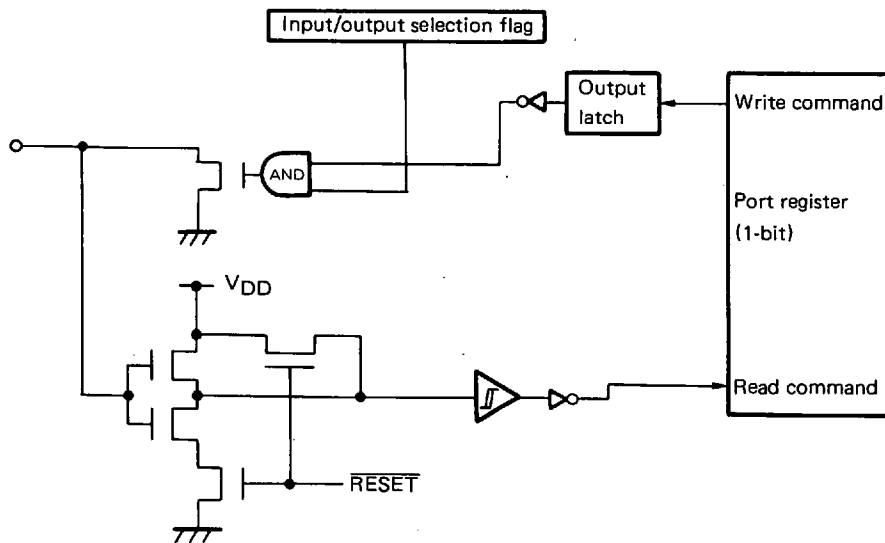 Input/output selection flag
Output
latch
Write command
AND
Port register
(1-bit)
VDD
Read command
RESET